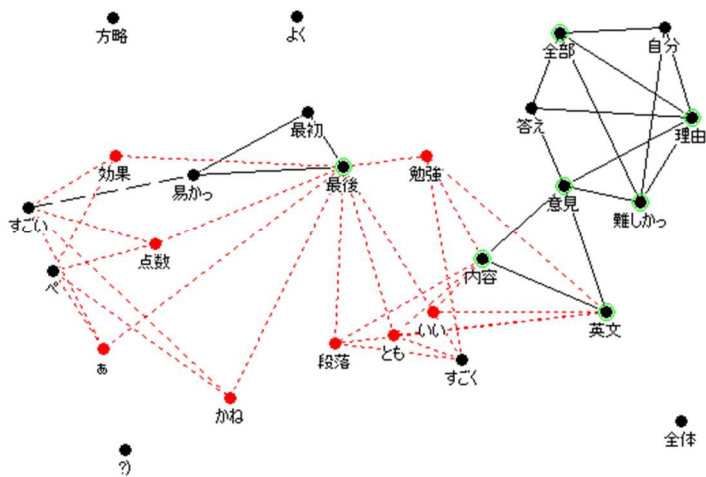 方略
よく
全部
自分
最初
答え
理由
効果
易かっ
最後
勉強
すごい
意見
難しかっ
点数
ぺ
内容
いい
英文
ぁ
段落
とも
すごく
かね
全体
?)